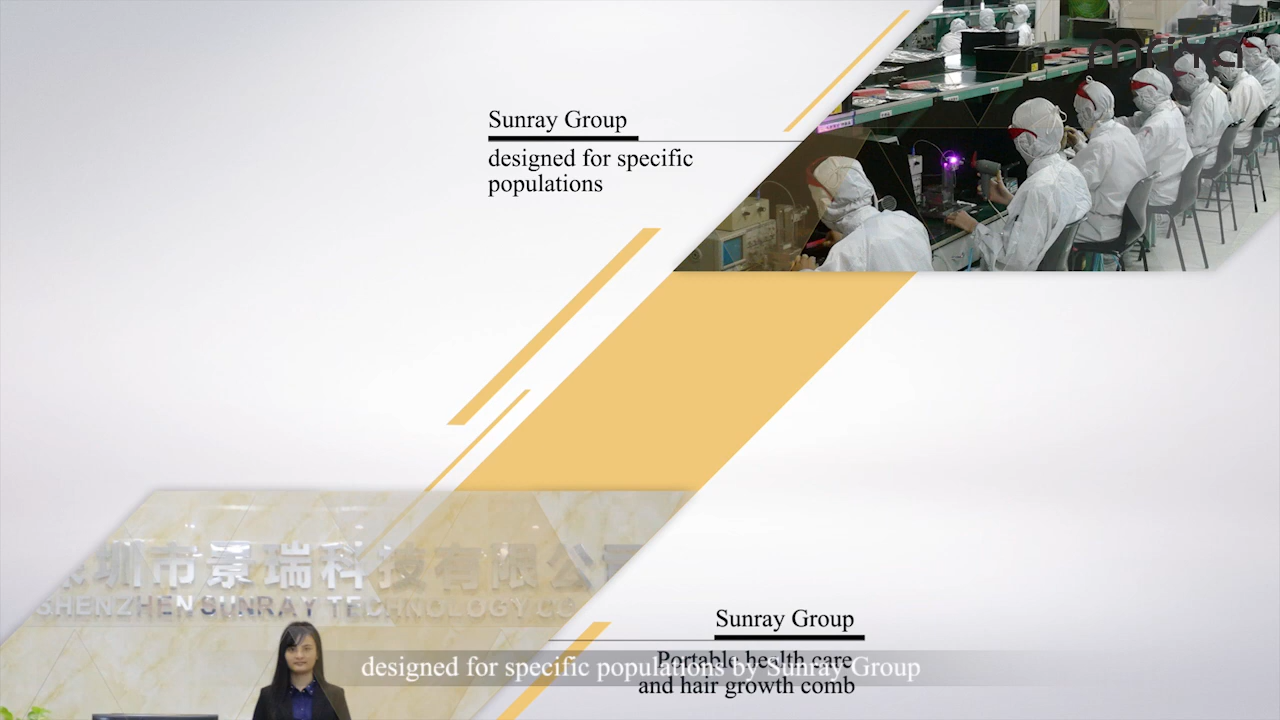 Sunray Group
designed for specific
populations
圳市景瑞科技有限公司
SHENZHEN SUNRAY TECHNOLOGY CO
Sunray Group
Portable health care
and hair growth comb
designed for specific populations by Sunray Group